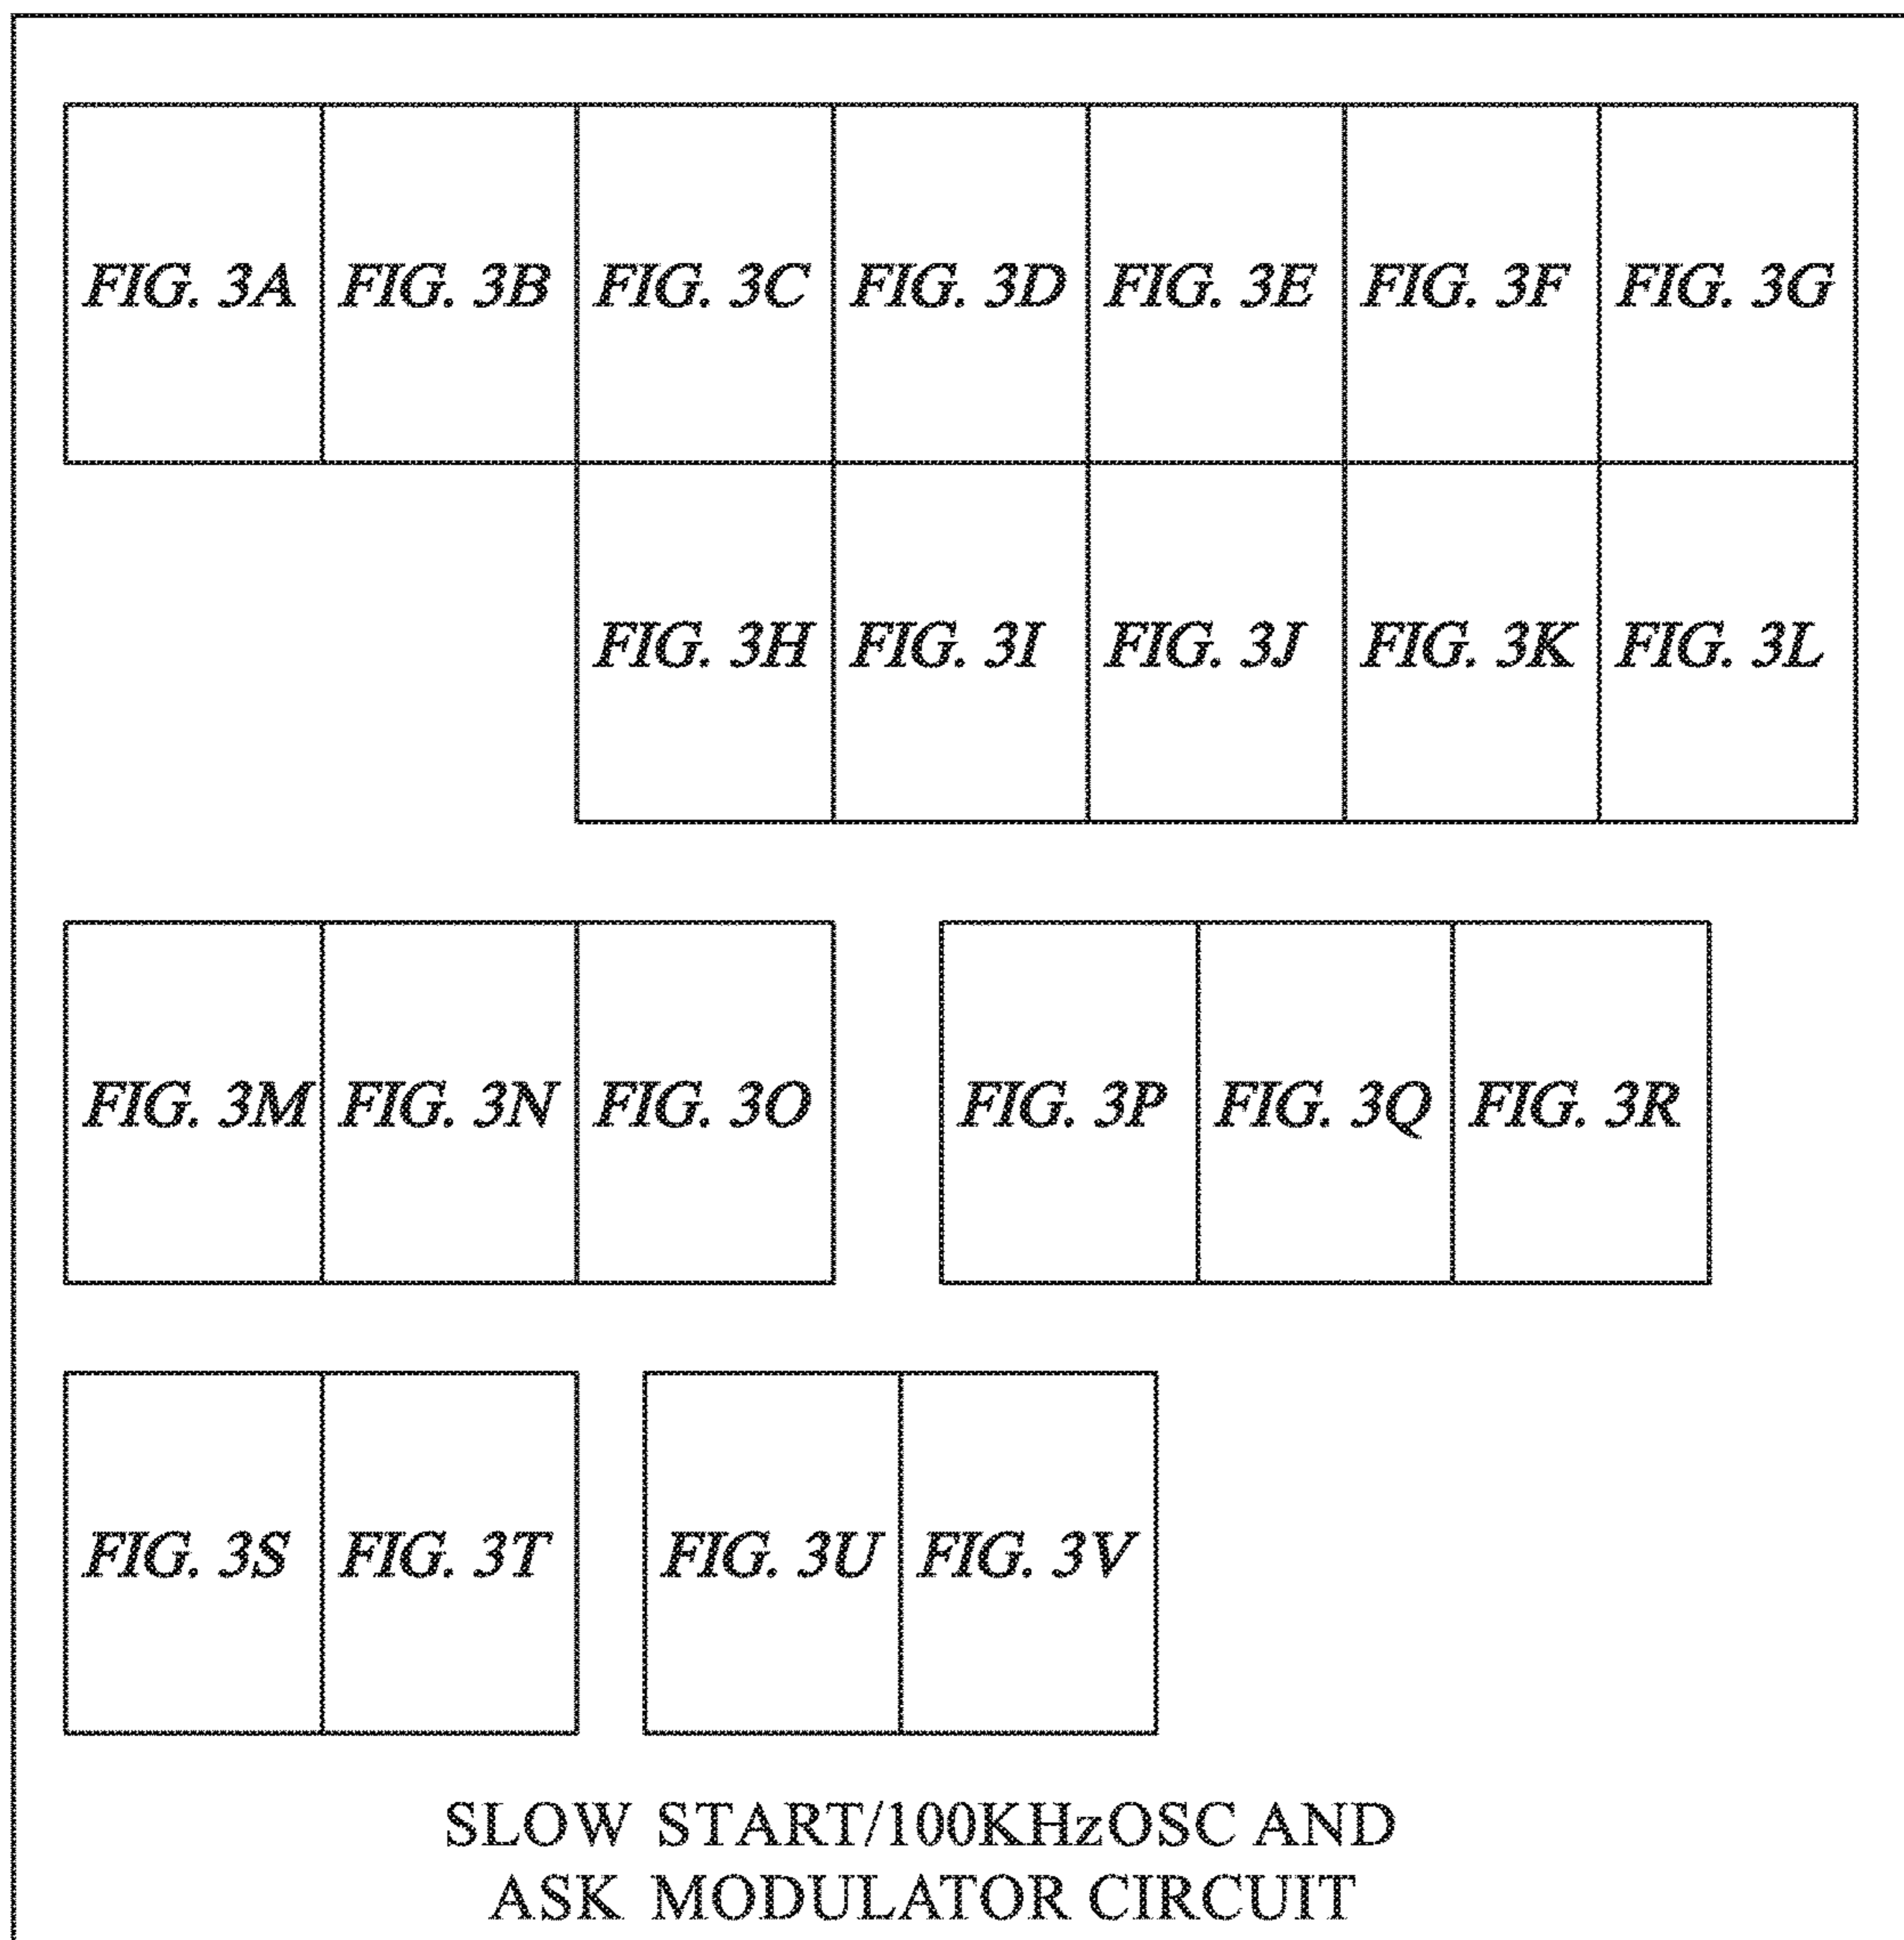 FIG. 3A FIG. 3B FIG. 3C FIG. 3D FIG. 3E FIG. 3F FIG. 3G
FIG. 3H FIG. 3I FIG. 3J FIG. 3K FIG. 3L
FIG. 3M FIG. 3N FIG. 3O FIG. 3P FIG. 3Q FIG. 3R
FIG. 3S FIG. 3T FIG. 3U FIG. 3V
SLOW START/100KHzOSC AND
ASK MODULATOR CIRCUIT